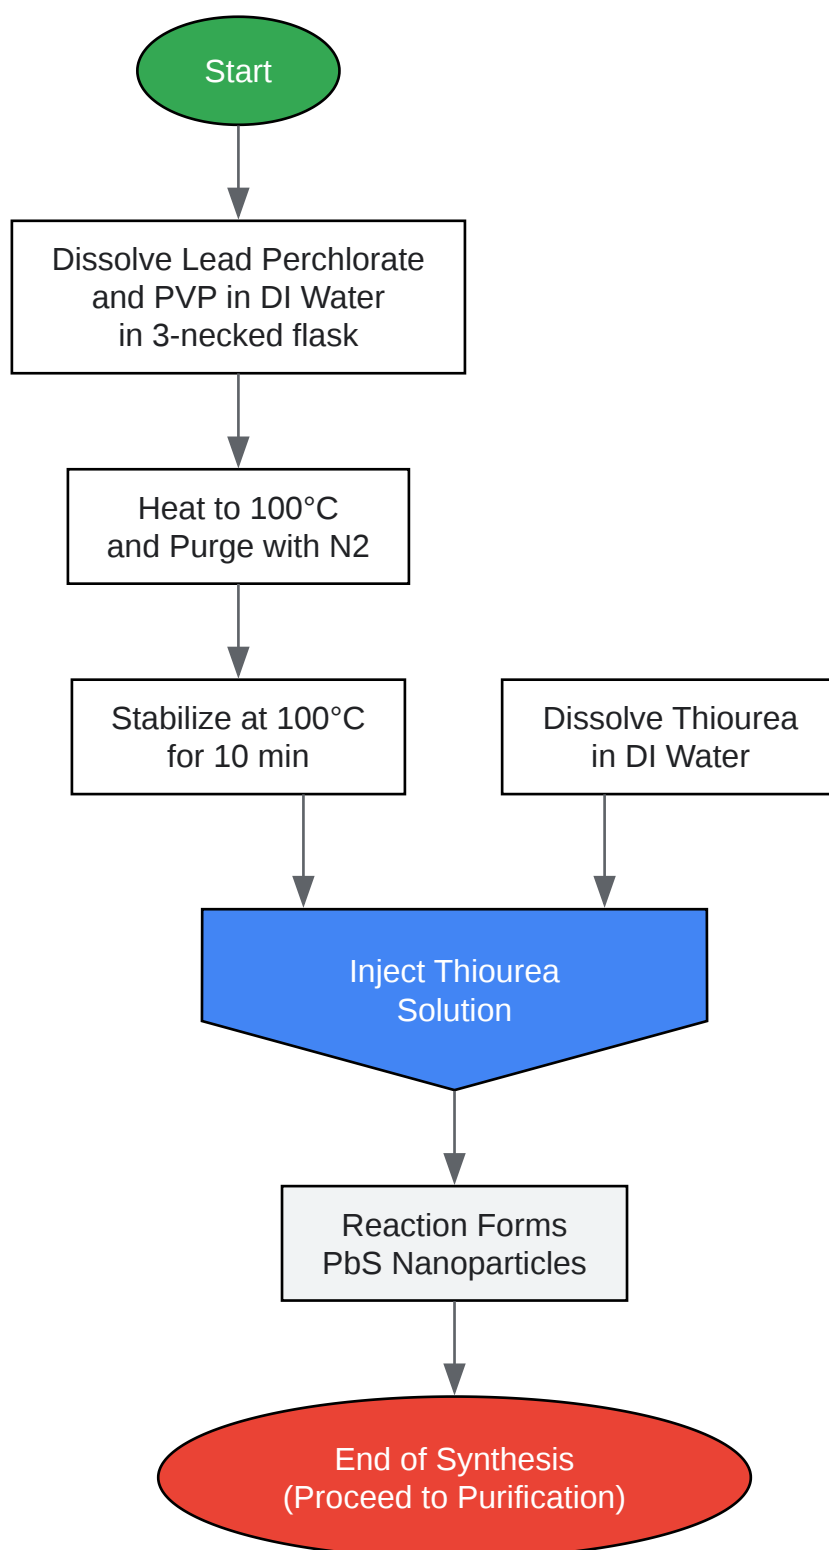 Start
Dissolve Lead Perchlorate
and PVP in DI Water
in 3-necked flask
Heat to 100°C
and Purge with N2
Stabilize at 100°C
for 10 min
Dissolve Thiourea
in DI Water
Inject Thiourea
Solution
Reaction Forms
PbS Nanoparticles
End of Synthesis
(Proceed to Purification)